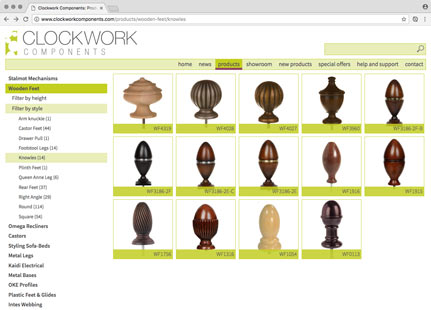 Clockwork Components: Prod
www.clockworkcomponents.com/products/wooden-feet/knowles
CLOCKWORK
COMPONENTS
home news products showroom new products special offers help and support contact
Stalmot Mechanisms
Wooden Feet
Filter by height
Filter by style
Arm knuckle (1)
Castor Feet (44)
Drawer Pull (1)
Footstool Legs (14)
Knowles (14)
Plinth Feet (1)
Queen Anne Leg (6)
Rear Feet (37)
Right Angle (29)
Round (114)
Square (54)
Omega Recliners
Castors
Styling Sofa-Beds
Metal Legs
Kaidi Electrical
Metal Bases
OKE Profiles
Plastic Feet & Glides
Intes Webbing
WF4319 WF4028 WF4027 WF3960 WF3186-2F-B
WF3186-2F WF3186-2E-C WF3186-2E WF1916 WF1915
WF1756 WF1316 WF1054 WF0113